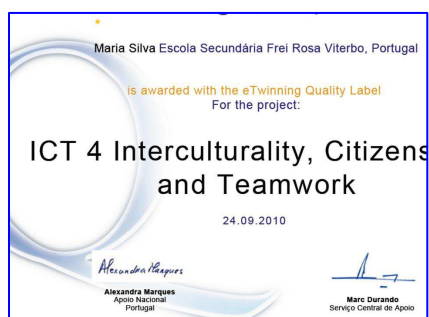 Maria Silva Escola Secundária Frei Rosa Viterbo, Portugal
is awarded with the eTwinning Quality Label
For the project:
ICT 4 Interculturality, Citizens
and Teamwork
24.09.2010
Alexandra Marques
Alexandra Marques
Apoio Nacional
Portugal
Marc Durando
Serviço Central de Apoio